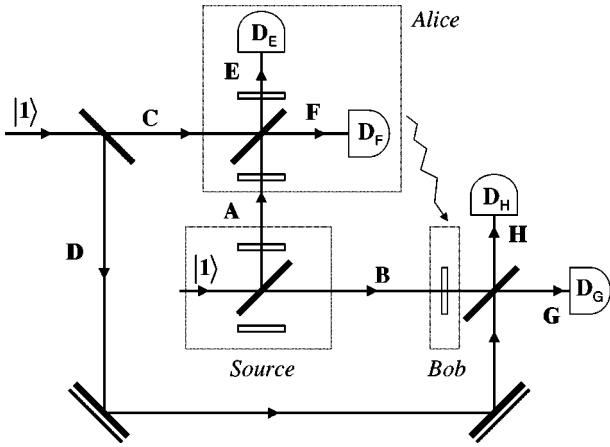 Alice
D_E
E
|1⟩
C
F
D_F
A
D_H
H
D
|1⟩
B
G
D_G
Source
Bob